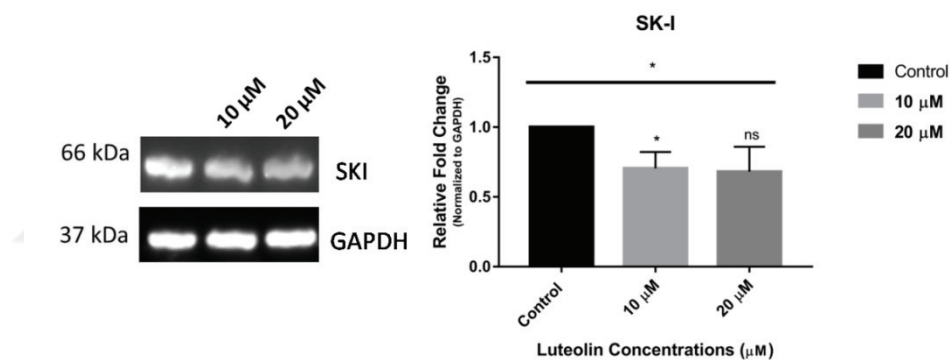 10 µM
20 µM
66 kDa
SKI
37 kDa
GAPDH
SK-I
Relative Fold Change
(Normalized to GAPDH)
1.5
1.0
0.5
0.0
*
*
ns
Control
10 µM
20 µM
Luteolin Concentrations (µM)
Control
10 µM
20 µM